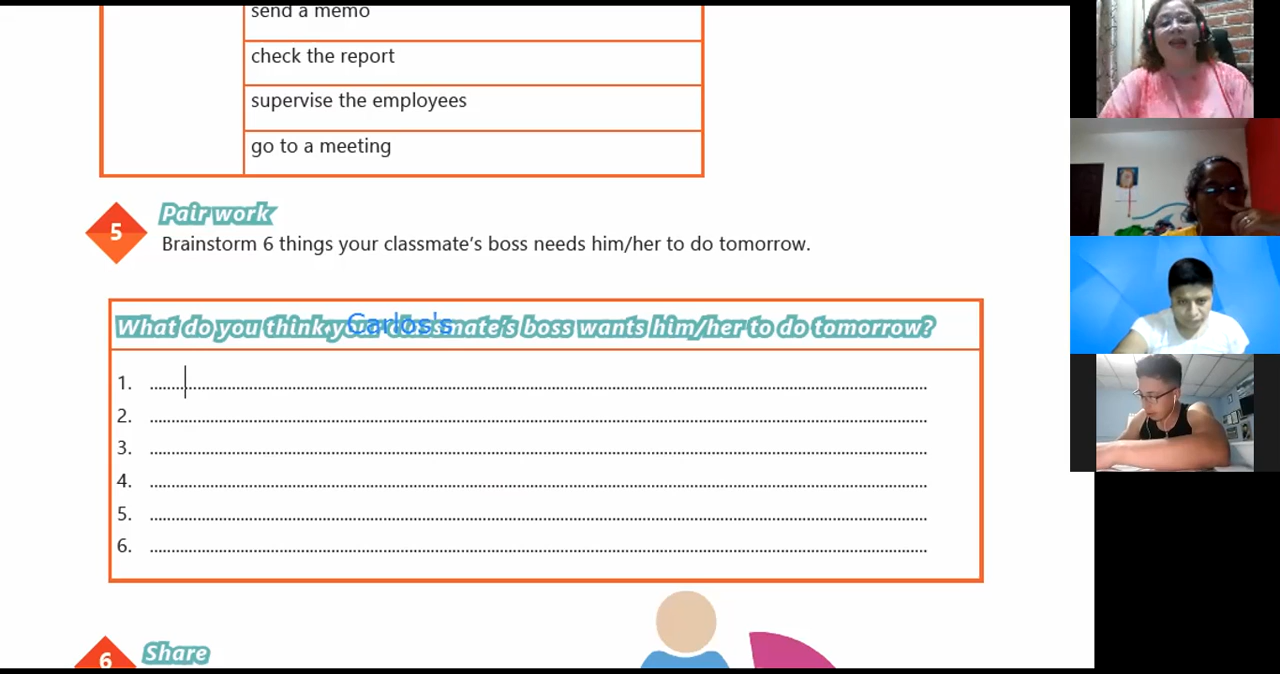 send a memo
check the report
supervise the employees
go to a meeting
5
Pair work
Brainstorm 6 things your classmate's boss needs him/her to do tomorrow.
What do you think your classmate's boss wants him/her to do tomorrow?
Carlos's
1. ....................
2. ....................
3. ....................
4. ....................
5. ....................
6. ....................
6
Share